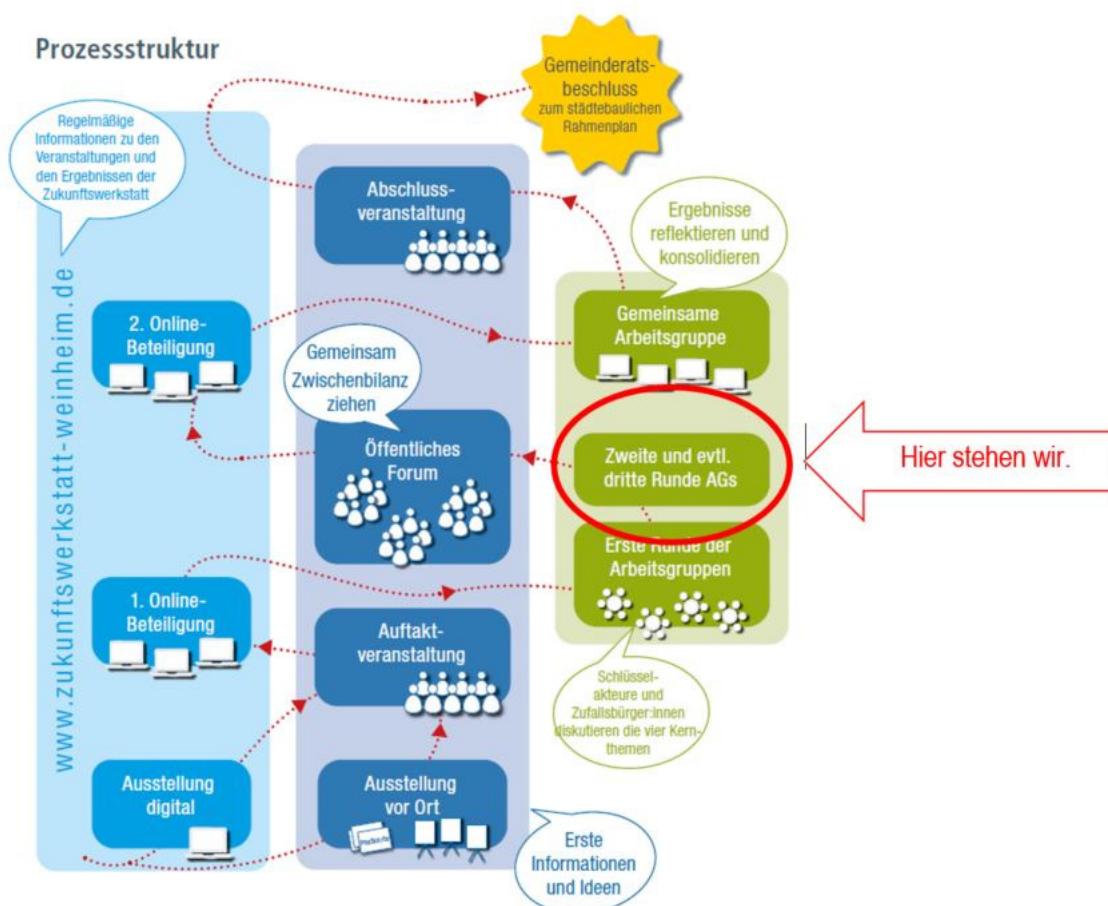 Prozessstruktur
Gemeinderats-
beschluss
zum städtebaulichen
Rahmenplan
Regelmäßige
Informationen zu den
Veranstaltungen und
den Ergebnissen der
Zukunftswerkstatt
www.zukunftswerkstatt-weinheim.de
Abschluss-
veranstaltung
Ergebnisse
reflektieren und
konsolidieren
2. Online-
Beteiligung
Gemeinsam
Zwischenbilanz
ziehen
Gemeinsame
Arbeitsgruppe
Öffentliches
Forum
Zweite und evtl.
dritte Runde AGs
Hier stehen wir.
Erste Runde der
Arbeitsgruppen
1. Online-
Beteiligung
Auftakt-
veranstaltung
Schlüssel-
akteure und
Zufallsbürger:innen
diskutieren die vier Kern-
themen
Ausstellung
digital
Ausstellung
vor Ort
Erste
Informationen
und Ideen